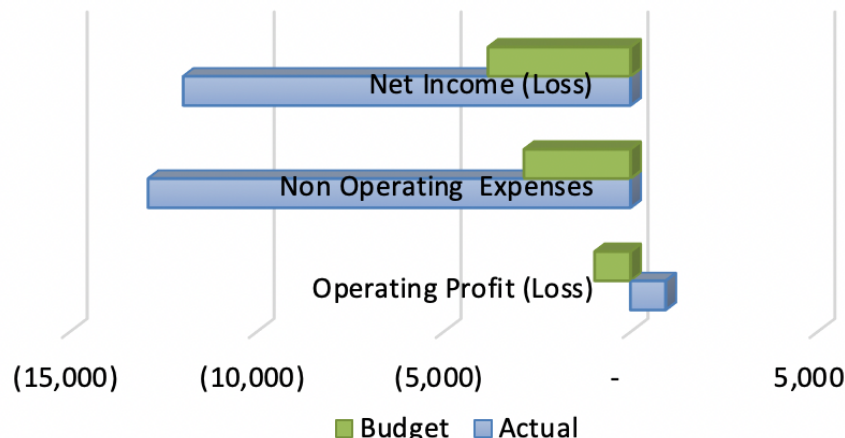 Net Income (Loss)
Non Operating  Expenses
Operating Profit (Loss)
(15,000) (10,000) (5,000) - 5,000
Budget Actual